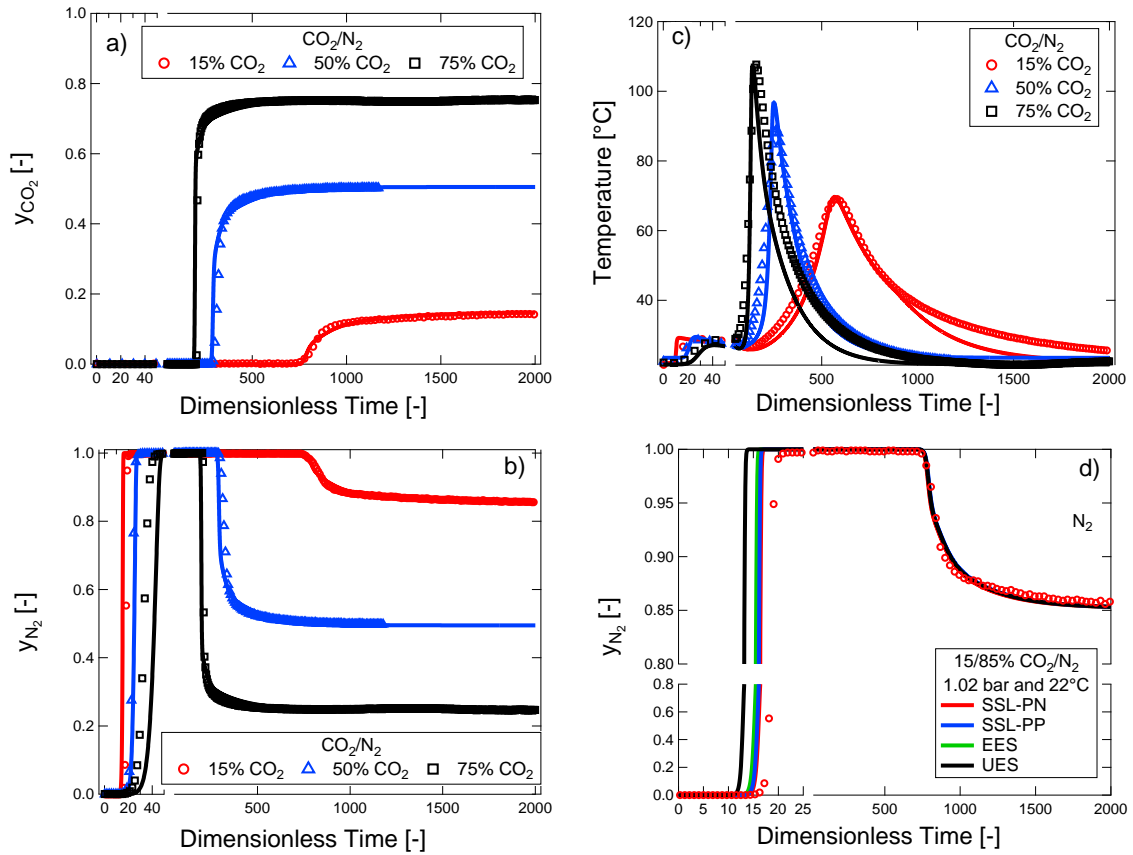 a)
CO2/N2
15% CO2 50% CO2 75% CO2
1.0
0.8
0.6
0.4
0.2
0.0
yCO2 [-]
0 20 40 500 1000 1500 2000
Dimensionless Time [-]
c)
CO2/N2
15% CO2
50% CO2
75% CO2
120
100
80
60
40
Temperature [°C]
0 20 40 500 1000 1500 2000
Dimensionless Time [-]
b)
1.0
0.8
0.6
0.4
0.2
0.0
yN2 [-]
CO2/N2
15% CO2 50% CO2 75% CO2
0 20 40 500 1000 1500 2000
Dimensionless Time [-]
d)
N2
1.00
0.95
0.90
0.85
0.80
0.8
0.6
0.4
0.2
0.0
yN2 [-]
15/85% CO2/N2
1.02 bar and 22°C
SSL-PN
SSL-PP
EES
UES
0 5 10 15 20 25 500 1000 1500 2000
Dimensionless Time [-]